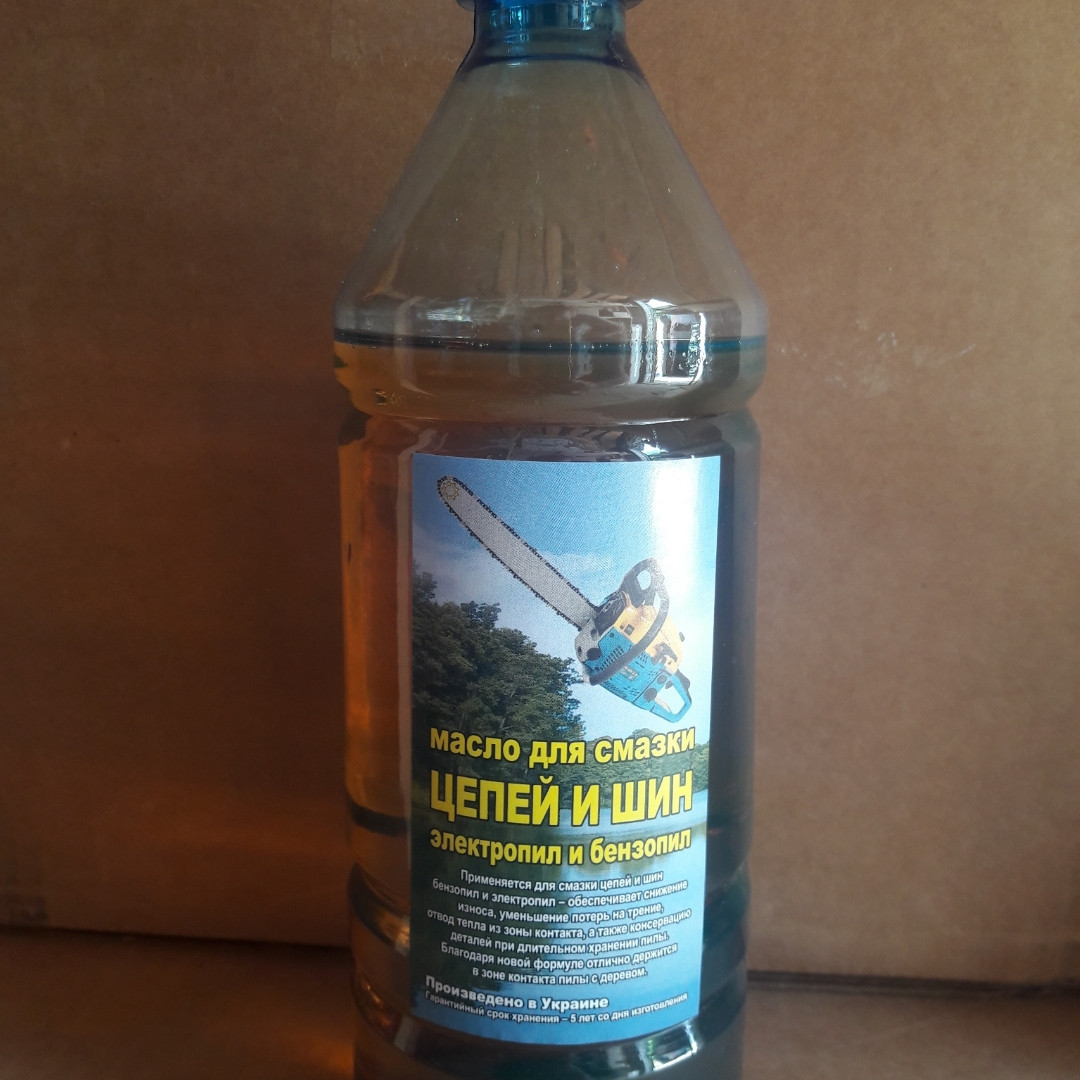 масло для смазки
ЦЕПЕЙ И ШИН
электропил и бензопил
Применяется для смазки цепей и шин
бензопил и электропил – обеспечивает снижение
износа, уменьшение потерь на трение,
отвод тепла из зоны контакта, а также консервацию
деталей при длительном хранении пилы.
Благодаря новой формуле отлично держится
в зоне контакта пилы с деревом.
Произведено в Украине
Гарантийный срок хранения – 5 лет со дня изготовления